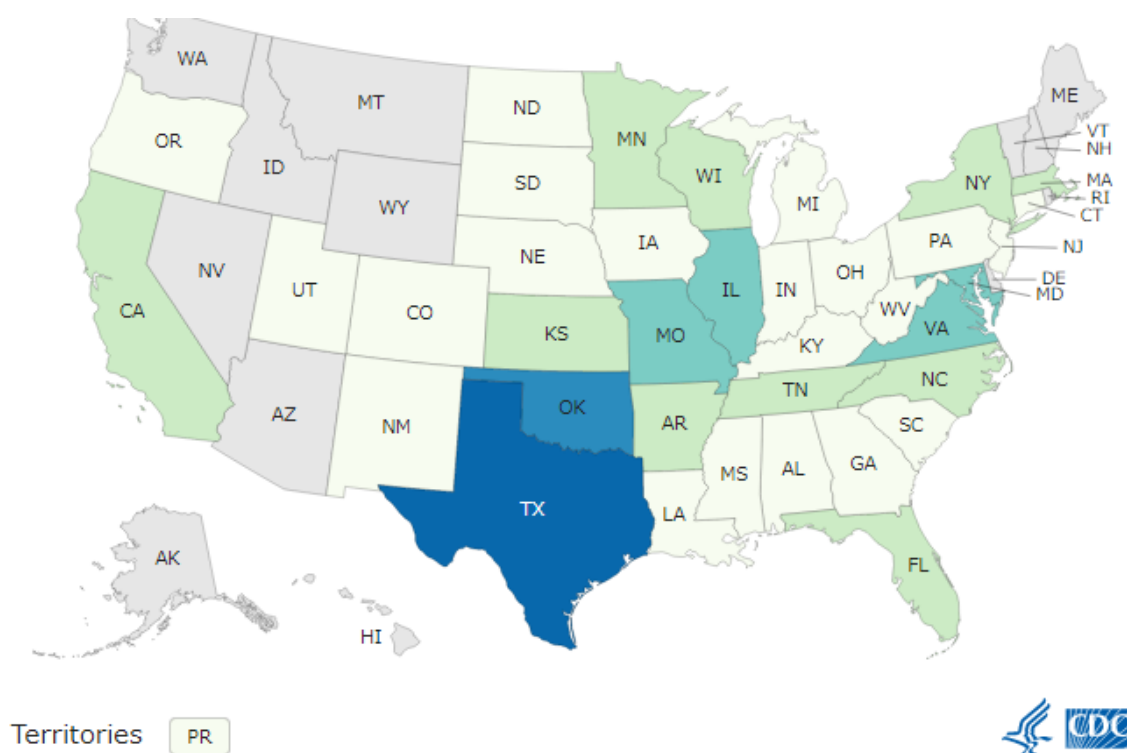 WA
ME
MT
ND
VT
MN
OR
NH
ID
SD
WI
NY
MA
WY
MI
RI
CT
IA
PA
NE
NJ
NV
OH
UT
IL
IN
DE
MD
CO
WV
CA
KS
MO
VA
KY
TN
NC
OK
AZ
NM
AR
SC
MS
AL
GA
TX
LA
AK
FL
HI
Territories PR
CDC